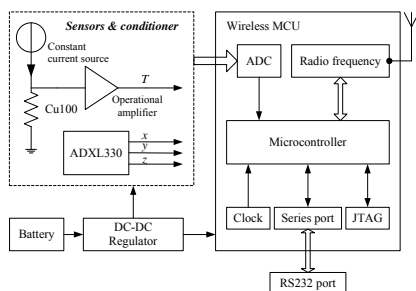 Sensors & conditioner
Constant
current source
Cu100
T
Operational
amplifier
ADXL330
x
y
z
Battery
DC-DC
Regulator
Wireless MCU
ADC
Radio frequency
Microcontroller
Clock
Series port
JTAG
RS232 port